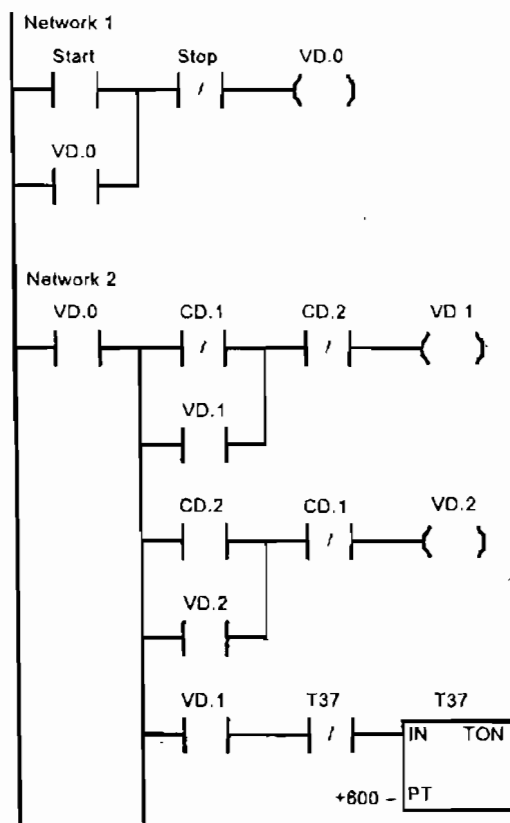 Network 1
Start Stop VD.0
/
VD.0
Network 2
VD.0 CD.1 CD.2 VD 1
/ /
VD.1
CD.2 CD.1 VD.2
/
VD.2
VD.1 T37 T37
/ IN TON
+600 PT